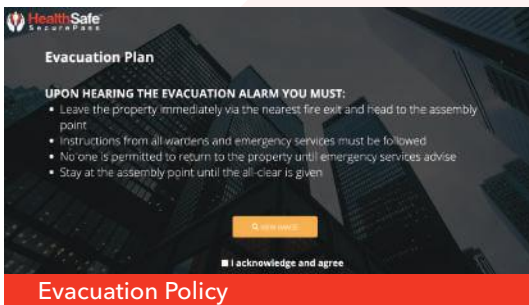 HealthSafe
SecurePass
Evacuation Plan
UPON HEARING THE EVACUATION ALARM YOU MUST:
• Leave the property immediately via the nearest fire exit and head to the assembly
point
• Instructions from all wardens and emergency services must be followed
• No one is permitted to return to the property until emergency services advise
• Stay at the assembly point until the all-clear is given
I acknowledge and agree
Evacuation Policy